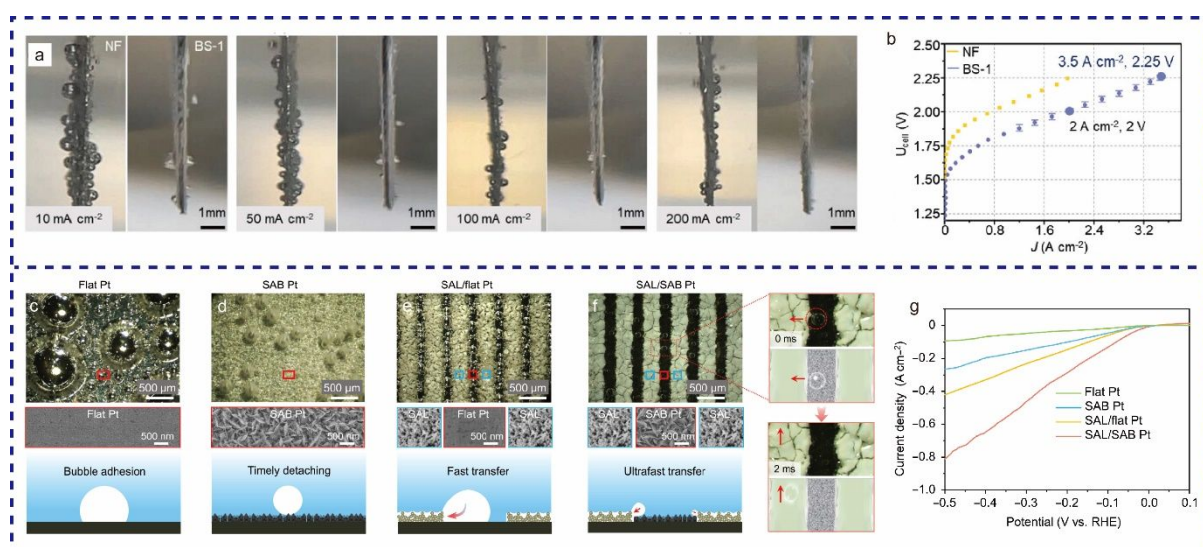 a
NF
BS-1
10 mA cm⁻²
1mm
50 mA cm⁻²
1mm
100 mA cm⁻²
1mm
200 mA cm⁻²
1mm
b
NF
BS-1
3.5 A cm⁻², 2.25 V
2 A cm⁻², 2 V
2.50
2.25
2.00
1.75
1.50
1.25
U_cell (V)
0 0.8 1.6 2.4 3.2
J (A cm⁻²)
Flat Pt
SAB Pt
SAL/flat Pt
SAL/SAB Pt
c
500 µm
d
500 µm
e
500 µm
f
500 µm
0 ms
2 ms
Flat Pt
500 nm
SAB Pt
500 nm
SAL
Flat Pt
500 nm
SAL
SAL
SAB Pt
500 nm
SAL
Bubble adhesion
Timely detaching
Fast transfer
Ultrafast transfer
g
0
−0.2
−0.4
−0.6
−0.8
−1.0
Current density (A cm–2)
Flat Pt
SAB Pt
SAL/flat Pt
SAL/SAB Pt
−0.5 −0.4 −0.3 −0.2 −0.1 0.0 0.1
Potential (V vs. RHE)